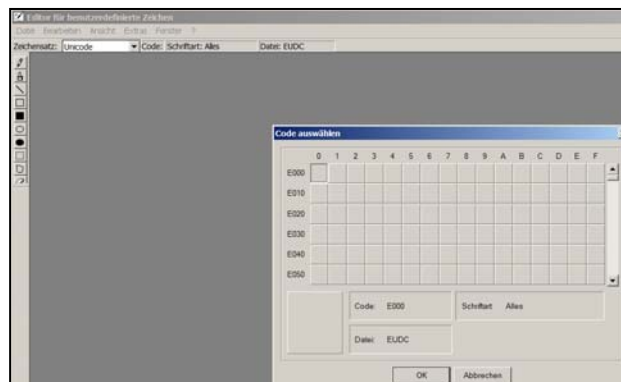 Editor für benutzerdefinierte Zeichen
Datei Bearbeiten Ansicht Extras Fenster ?
Zeichensatz: Unicode Code: Schriftart: Alles Datei: EUDC
Code auswählen
0 1 2 3 4 5 6 7 8 9 A B C D E F
E000
E010
E020
E030
E040
E050
Code: E000 Schriftart: Alles
Datei: EUDC
OK Abbrechen